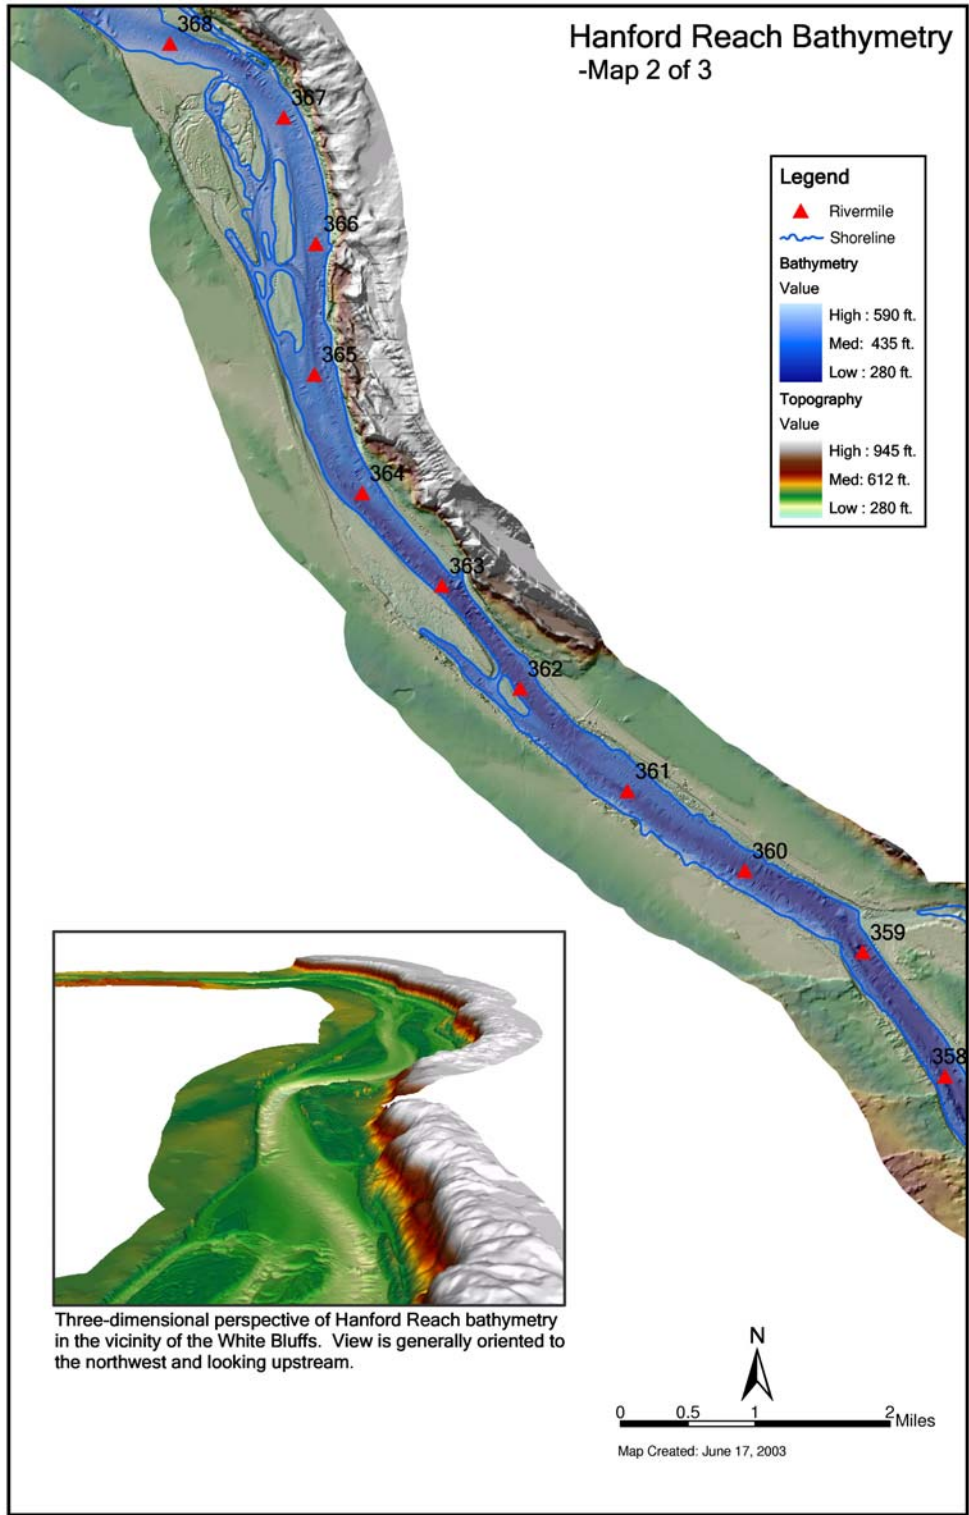 Hanford Reach Bathymetry
-Map 2 of 3
368
367
366
365
364
363
362
361
360
359
358
Legend
Rivermile
Shoreline
Bathymetry
Value
High : 590 ft.
Med: 435 ft.
Low : 280 ft.
Topography
Value
High : 945 ft.
Med: 612 ft.
Low : 280 ft.
Three-dimensional perspective of Hanford Reach bathymetry
in the vicinity of the White Bluffs. View is generally oriented to
the northwest and looking upstream.
N
0 0.5 1 2 Miles
Map Created: June 17, 2003